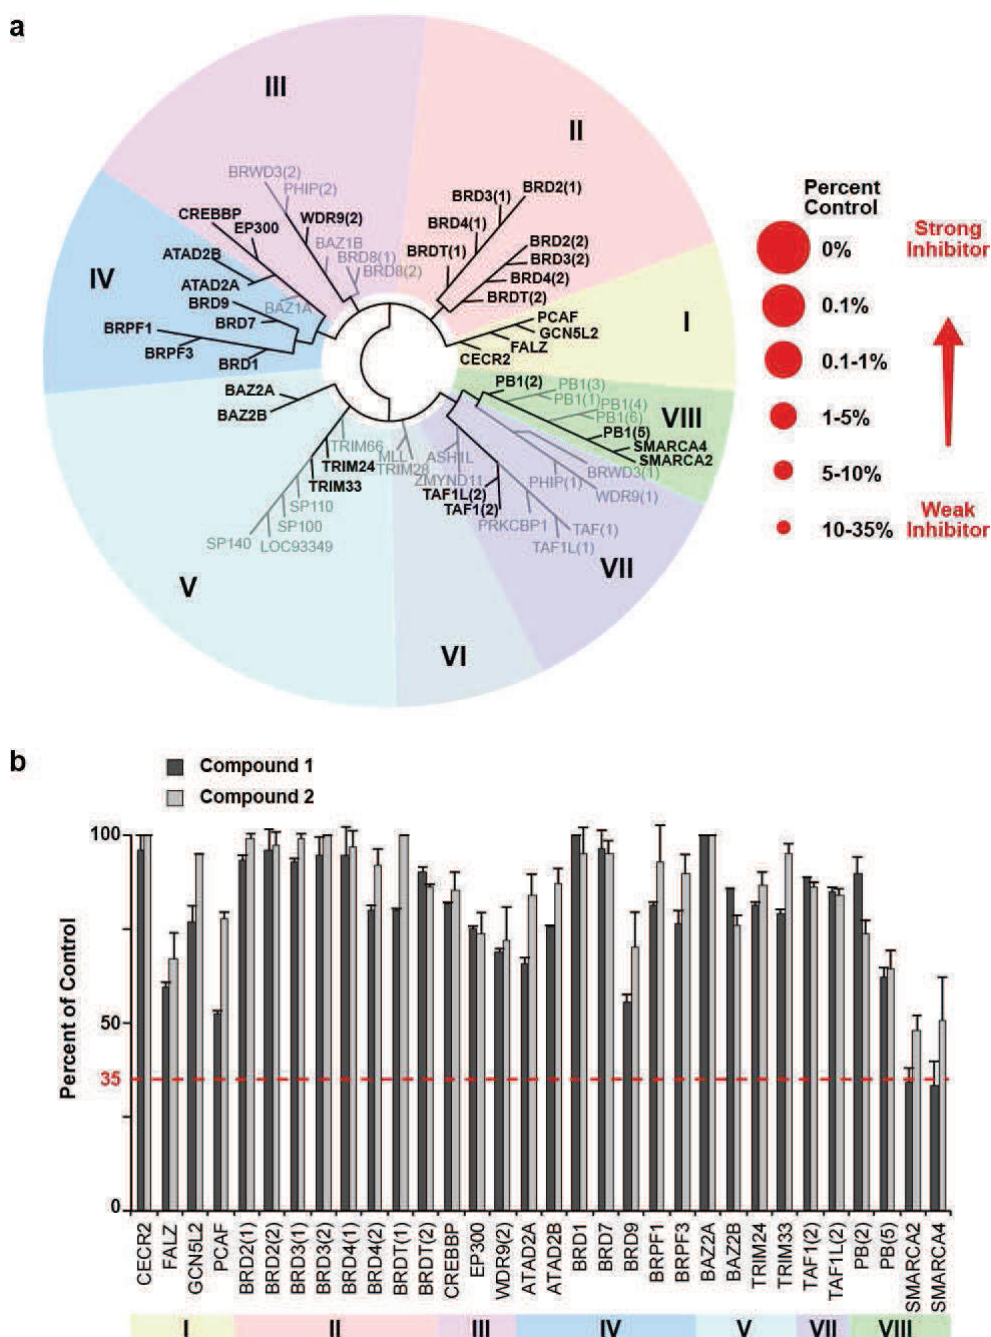 a
III
II
IV
I
VIII
V
VI
VII
BRWD3(2)
PHIP(2)
CREBBP
WDR9(2)
EP300
BAZ1B
ATAD2B
BRD8(1)
BRD8(2)
ATAD2A
BAZ1A
BRD9
BRD7
BRPF1
BRPF3
BRD1
BRD2(1)
BRD3(1)
BRD4(1)
BRDT(1)
BRD2(2)
BRD3(2)
BRD4(2)
BRDT(2)
PCAF
GCN5L2
FALZ
CECR2
PB1(2)
PB1(3)
PB1(1)
PB1(4)
PB1(6)
PB1(5)
SMARCA4
SMARCA2
BRWD3(1)
PHIP(1)
WDR9(1)
BAZ2A
BAZ2B
TRIM66
MLL
TRIM28
TRIM24
TRIM33
SP110
SP100
SP140
LOC93349
ASH1L
ZMYND11
TAF1L(2)
TAF1(2)
PRKCBP1
TAF(1)
TAF1L(1)
Percent
Control
0%
0.1%
0.1-1%
1-5%
5-10%
10-35%
Strong
Inhibitor
Weak
Inhibitor
b
Compound 1
Compound 2
Percent of Control
100
50
35
0
CECR2
FALZ
GCN5L2
PCAF
BRD2(1)
BRD2(2)
BRD3(1)
BRD3(2)
BRD4(1)
BRD4(2)
BRDT(1)
BRDT(2)
CREBBP
EP300
WDR9(2)
ATAD2A
ATAD2B
BRD1
BRD7
BRD9
BRPF1
BRPF3
BAZ2A
BAZ2B
TRIM24
TRIM33
TAF1(2)
TAF1L(2)
PB(2)
PB(5)
SMARCA2
SMARCA4
I II III IV V VII VIII